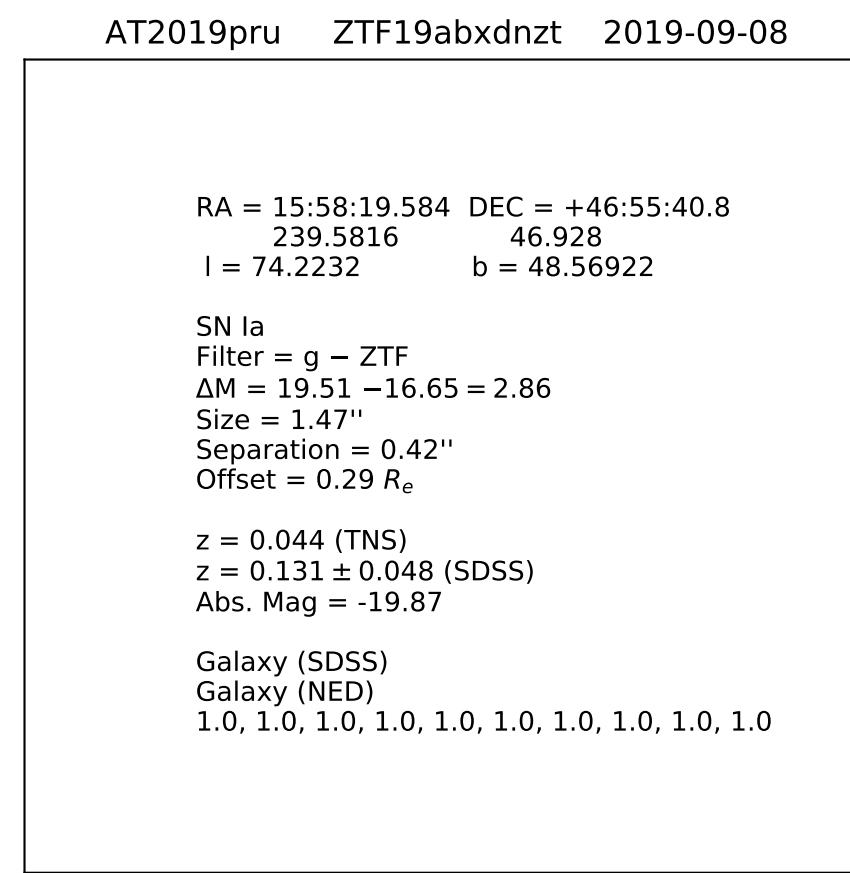 AT2019pru ZTF19abxdnzt 2019-09-08
RA = 15:58:19.584 DEC = +46:55:40.8
239.5816 46.928
l = 74.2232 b = 48.56922
SN Ia
Filter = g − ZTF
ΔM = 19.51 −16.65 = 2.86
Size = 1.47''
Separation = 0.42''
Offset = 0.29 Rₑ
z = 0.044 (TNS)
z = 0.131 ± 0.048 (SDSS)
Abs. Mag = -19.87
Galaxy (SDSS)
Galaxy (NED)
1.0, 1.0, 1.0, 1.0, 1.0, 1.0, 1.0, 1.0, 1.0, 1.0